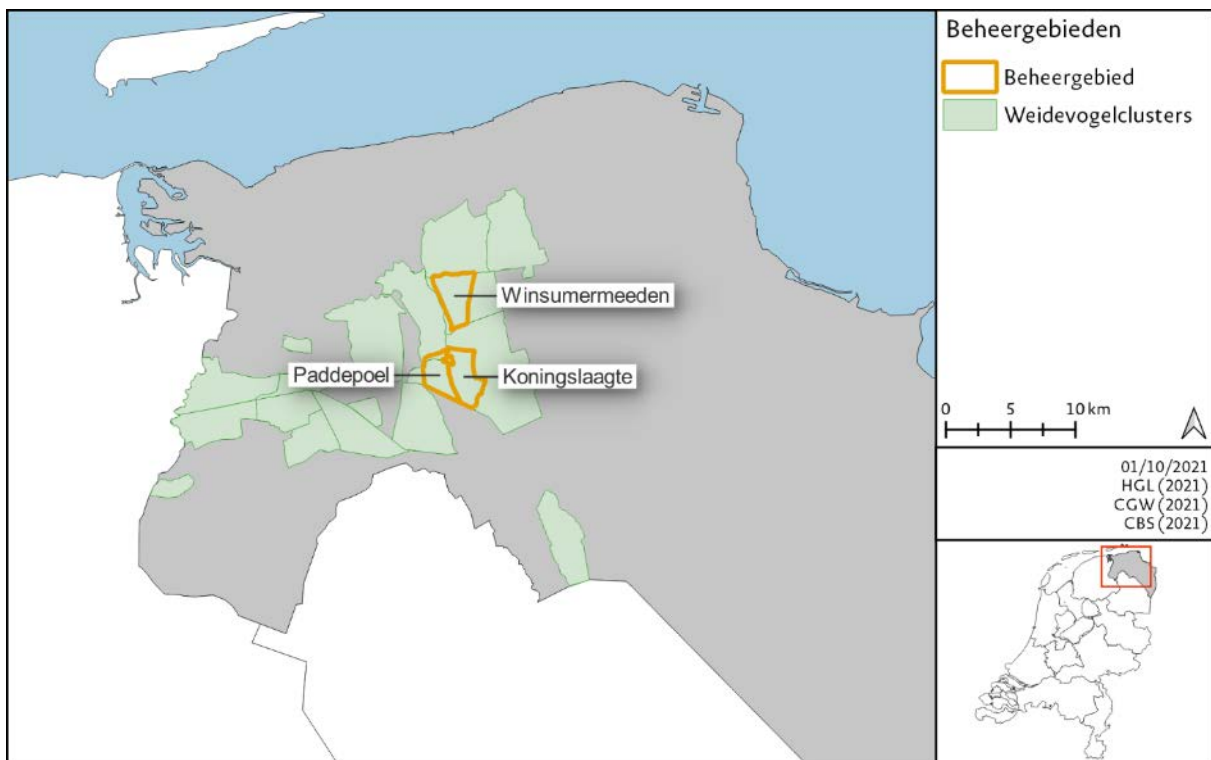 Winsumermeeden
Paddepoel
Koningslaagte
Beheergebieden
Beheergebied
Weidevogelclusters
0 5 10 km
01/10/2021
HGL (2021)
CGW (2021)
CBS (2021)